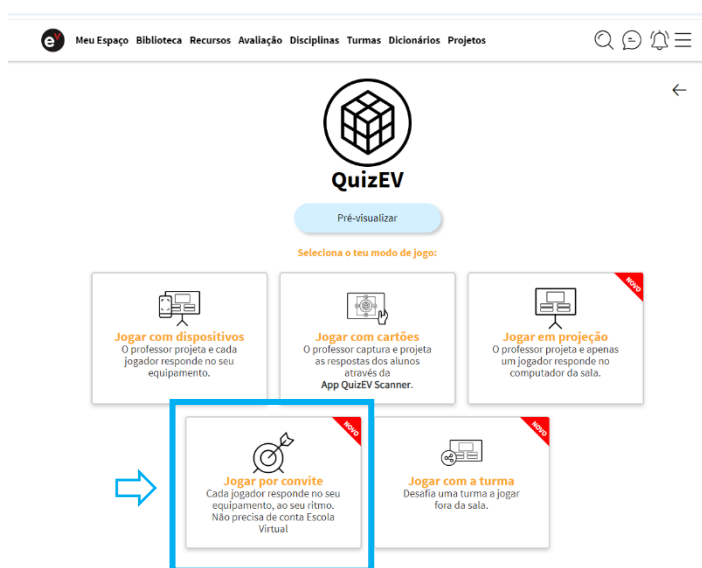 eV Meu Espaço Biblioteca Recursos Avaliação Disciplinas Turmas Dicionários Projetos
QuizEV
Pré-visualizar
Seleciona o teu modo de jogo:
Jogar com dispositivos
O professor projeta e cada
jogador responde no seu
equipamento.
Jogar com cartões
O professor captura e projeta
as respostas dos alunos
através da
App QuizEV Scanner.
NOVO
Jogar em projeção
O professor projeta e apenas
um jogador responde no
computador da sala.
NOVO
Jogar por convite
Cada jogador responde no seu
equipamento, ao seu ritmo.
Não precisa de conta Escola
Virtual
NOVO
Jogar com a turma
Desafia uma turma a jogar
fora da sala.